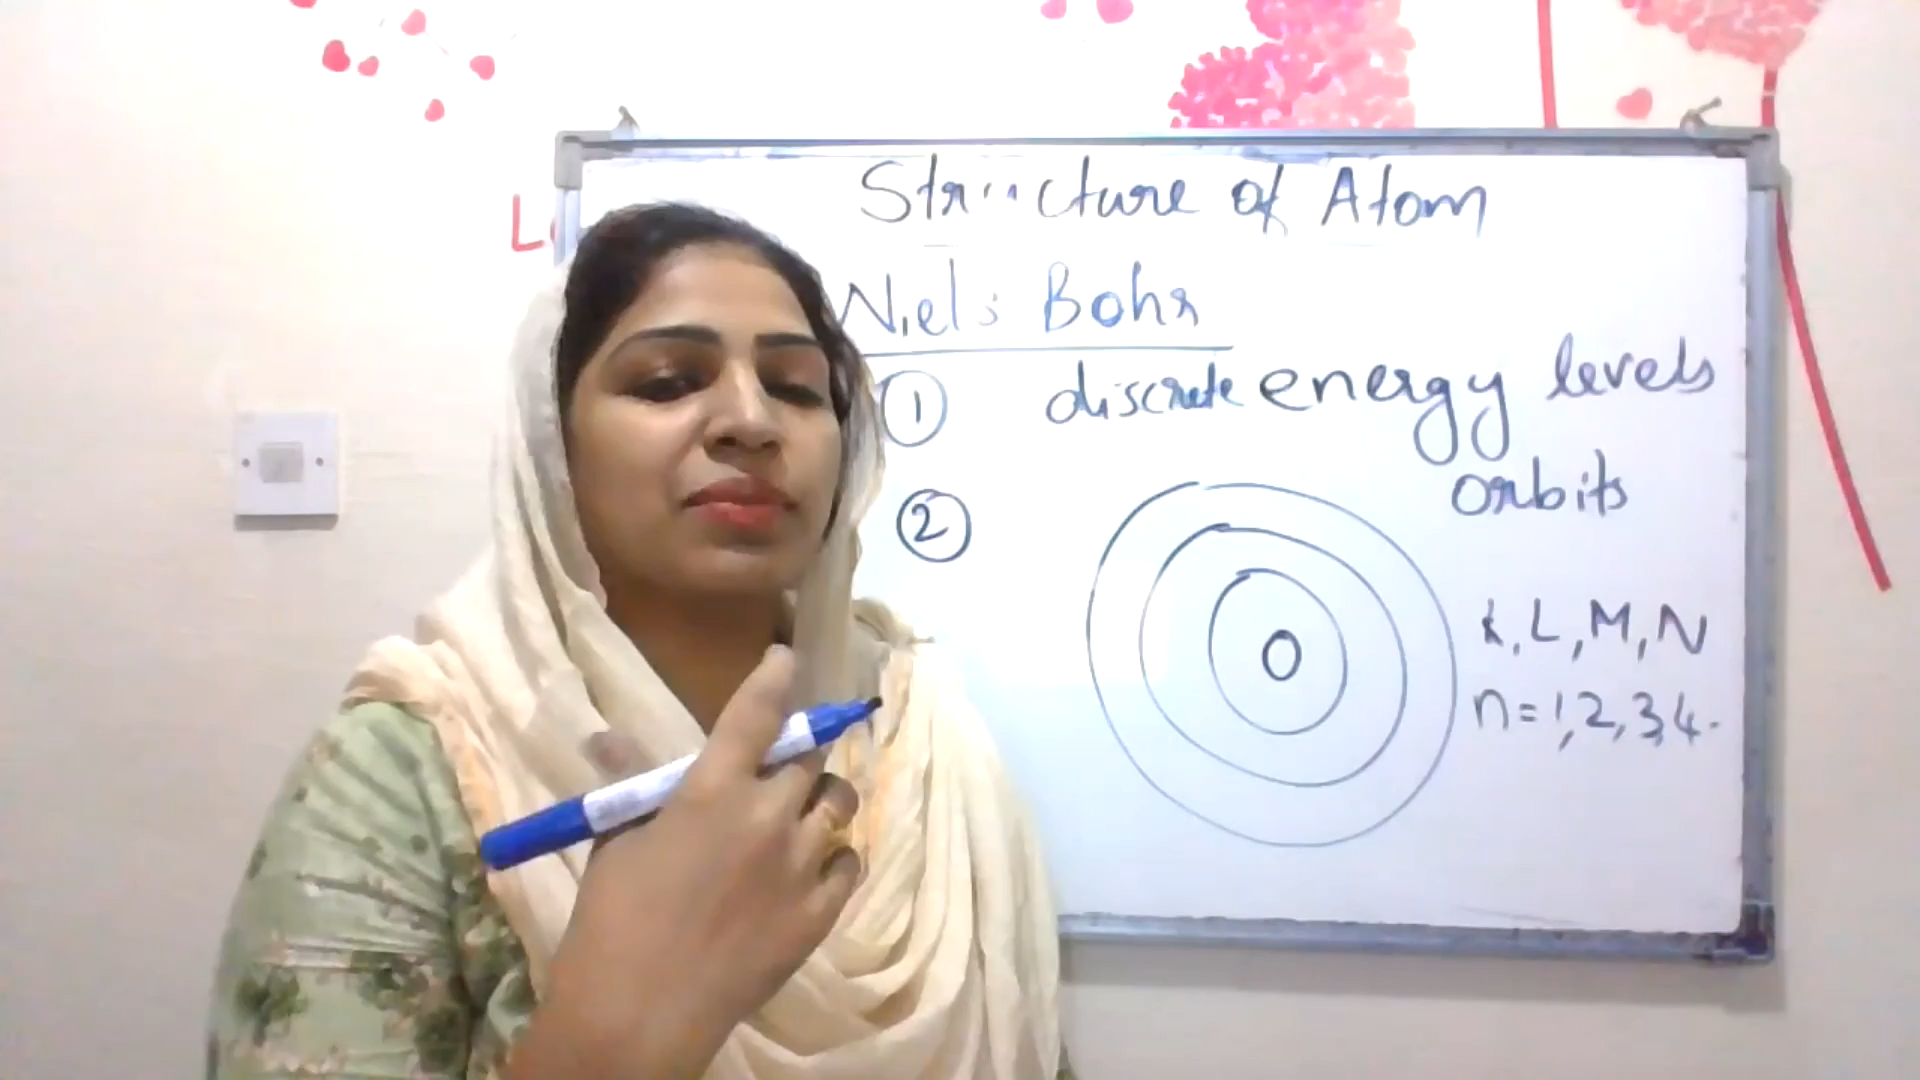 Structure of Atom
Niels Bohr
① discrete energy levels
orbits
②
K, L, M, N
n = 1, 2, 3, 4.